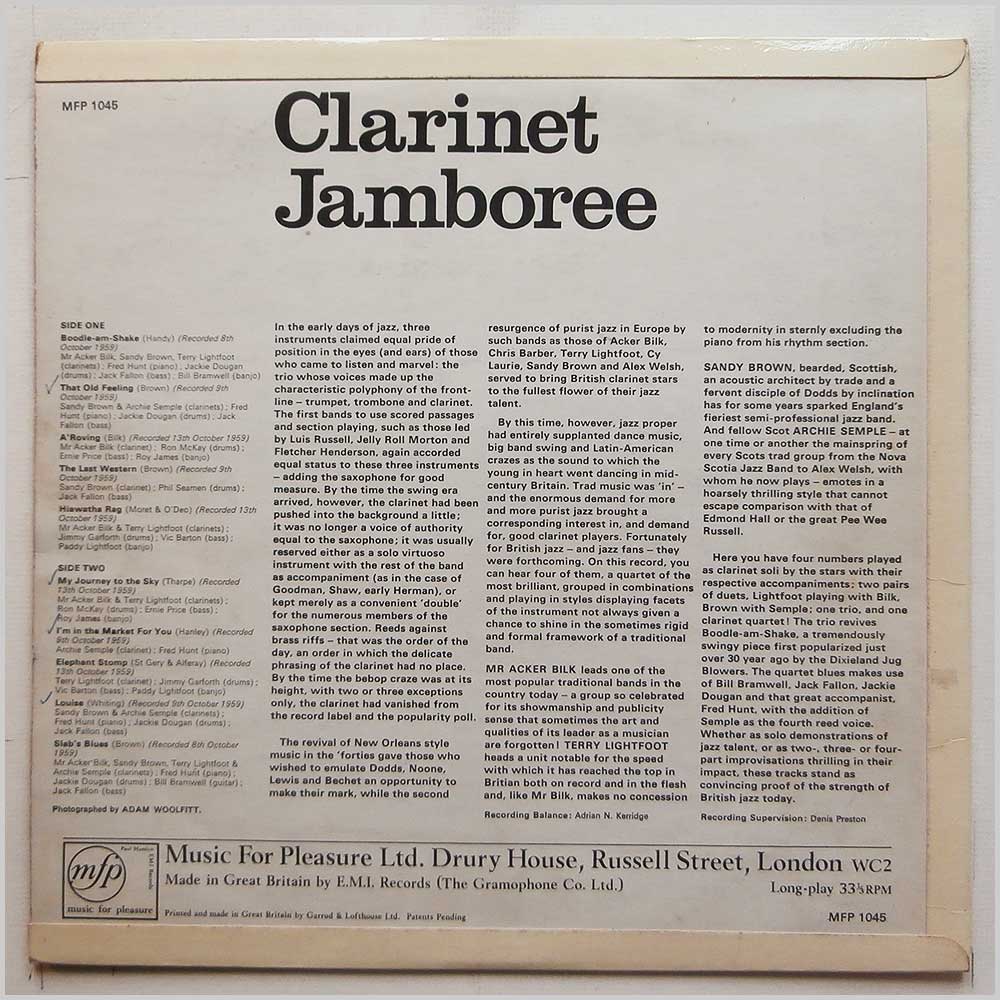 MFP 1045
Clarinet
Jamboree
SIDE ONE
Boodle-am-Shake (Handy) (Recorded 8th
October 1959)
Mr Acker Bilk, Sandy Brown, Terry Lightfoot
(clarinets); Fred Hunt (piano); Jackie Dougan
(drums); Jack Fallon (bass); Bill Bramwell (banjo)
That Old Feeling (Brown) (Recorded 9th
October 1959)
Sandy Brown & Archie Semple (clarinets); Fred
Hunt (piano); Jackie Dougan (drums); Jack
Fallon (bass)
A'Roving (Bilk) (Recorded 13th October 1959)
Mr Acker Bilk (clarinet); Ron McKay (drums);
Ernie Price (bass); Roy James (banjo)
The Last Western (Brown) (Recorded 9th
October 1959)
Sandy Brown (clarinet); Phil Seamen (drums);
Jack Fallon (bass)
Hiawatha Rag (Moret & O'Deo) (Recorded 13th
October 1959)
Mr Acker Bilk & Terry Lightfoot (clarinets);
Jimmy Garforth (drums); Vic Barton (bass);
Paddy Lightfoot (banjo)
SIDE TWO
My Journey to the Sky (Tharpe) (Recorded
13th October 1959)
Mr Acker Bilk & Terry Lightfoot (clarinets);
Ron McKay (drums); Ernie Price (bass);
Roy James (banjo)
I'm in the Market For You (Hanley) (Recorded
9th October 1959)
Archie Semple (clarinet); Fred Hunt (piano)
Elephant Stomp (St Gery & Alferay) (Recorded
13th October 1959)
Terry Lightfoot (clarinet); Jimmy Garforth (drums);
Vic Barton (bass); Paddy Lightfoot (banjo)
Louise (Whiting) (Recorded 9th October 1959)
Sandy Brown & Archie Semple (clarinets);
Fred Hunt (piano); Jackie Dougan (drums);
Jack Fallon (bass)
Slab's Blues (Brown) (Recorded 8th October
1959)
Mr Acker Bilk, Sandy Brown, Terry Lightfoot &
Archie Semple (clarinets); Fred Hunt (piano);
Jackie Dougan (drums); Bill Bramwell (guitar);
Jack Fallon (bass)
Photographed by ADAM WOOLFITT.
In the early days of jazz, three
instruments claimed equal pride of
position in the eyes (and ears) of those
who came to listen and marvel: the
trio whose voices made up the
characteristic polyphony of the front-
line – trumpet, trombone and clarinet.
The first bands to use scored passages
and section playing, such as those led
by Luis Russell, Jelly Roll Morton and
Fletcher Henderson, again accorded
equal status to these three instruments
– adding the saxophone for good
measure. By the time the swing era
arrived, however, the clarinet had been
pushed into the background a little;
it was no longer a voice of authority
equal to the saxophone; it was usually
reserved either as a solo virtuoso
instrument with the rest of the band
as accompaniment (as in the case of
Goodman, Shaw, early Herman), or
kept merely as a convenient 'double'
for the numerous members of the
saxophone section. Reeds against
brass riffs – that was the order of the
day, an order in which the delicate
phrasing of the clarinet had no place.
By the time the bebop craze was at its
height, with two or three exceptions
only, the clarinet had vanished from
the record label and the popularity poll.
The revival of New Orleans style
music in the 'forties gave those who
wished to emulate Dodds, Noone,
Lewis and Bechet an opportunity to
make their mark, while the second
resurgence of purist jazz in Europe by
such bands as those of Acker Bilk,
Chris Barber, Terry Lightfoot, Cy
Laurie, Sandy Brown and Alex Welsh,
served to bring British clarinet stars
to the fullest flower of their jazz
talent.
By this time, however, jazz proper
had entirely supplanted dance music,
big band swing and Latin-American
crazes as the sound to which the
young in heart went dancing in mid-
century Britain. Trad music was 'in' –
and the enormous demand for more
and more purist jazz brought a
corresponding interest in, and demand
for, good clarinet players. Fortunately
for British jazz – and jazz fans – they
were forthcoming. On this record, you
can hear four of them, a quartet of the
most brilliant, grouped in combinations
and playing in styles displaying facets
of the instrument not always given a
chance to shine in the sometimes rigid
and formal framework of a traditional
band.
MR ACKER BILK leads one of the
most popular traditional bands in the
country today – a group so celebrated
for its showmanship and publicity
sense that sometimes the art and
qualities of its leader as a musician
are forgotten! TERRY LIGHTFOOT
heads a unit notable for the speed
with which it has reached the top in
Britian both on record and in the flesh
and, like Mr Bilk, makes no concession
Recording Balance: Adrian N. Kerridge
to modernity in sternly excluding the
piano from his rhythm section.
SANDY BROWN, bearded, Scottish,
an acoustic architect by trade and a
fervent disciple of Dodds by inclination
has for some years sparked England's
fieriest semi-professional jazz band.
And fellow Scot ARCHIE SEMPLE – at
one time or another the mainspring of
every Scots trad group from the Nova
Scotia Jazz Band to Alex Welsh, with
whom he now plays – emotes in a
hoarsely thrilling style that cannot
escape comparison with that of
Edmond Hall or the great Pee Wee
Russell.
Here you have four numbers played
as clarinet soli by the stars with their
respective accompaniments; two pairs
of duets, Lightfoot playing with Bilk,
Brown with Semple; one trio, and one
clarinet quartet! The trio revives
Boodle-am-Shake, a tremendously
swingy piece first popularized just
over 30 year ago by the Dixieland Jug
Blowers. The quartet blues makes use
of Bill Bramwell, Jack Fallon, Jackie
Dougan and that great accompanist,
Fred Hunt, with the addition of
Semple as the fourth reed voice.
Whether as solo demonstrations of
jazz talent, or as two-, three- or four-
part improvisations thrilling in their
impact, these tracks stand as
convincing proof of the strength of
British jazz today.
Recording Supervision: Denis Preston
mfp
Paul Hamlyn
E.M.I. Records
music for pleasure
Music For Pleasure Ltd. Drury House, Russell Street, London WC2
Made in Great Britain by E.M.I. Records (The Gramophone Co. Ltd.)
Long-play 33⅓RPM
Printed and made in Great Britain by Garrod & Lofthouse Ltd. Patents Pending
MFP 1045